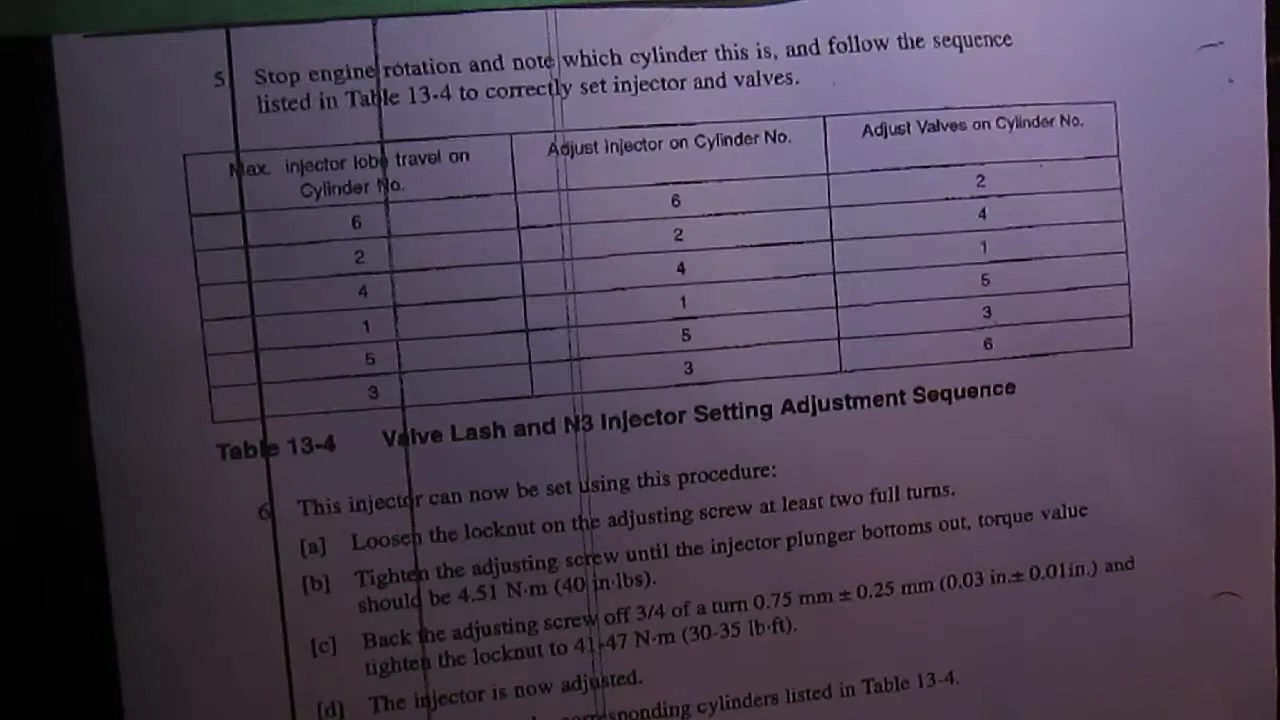 5 Stop engine rotation and note which cylinder this is, and follow the sequence
listed in Table 13-4 to correctly set injector and valves.
Max. injector lobe travel on Cylinder No. Adjust Injector on Cylinder No. Adjust Valves on Cylinder No.
6 6 2
2 2 4
4 4 1
1 1 5
5 5 3
3 3 6
Table 13-4 Valve Lash and N3 Injector Setting Adjustment Sequence
6 This injector can now be set using this procedure:
[a] Loosen the locknut on the adjusting screw at least two full turns.
[b] Tighten the adjusting screw until the injector plunger bottoms out, torque value
should be 4.51 N·m (40 in·lbs).
[c] Back the adjusting screw off 3/4 of a turn 0.75 mm ± 0.25 mm (0.03 in.± 0.01in.) and
tighten the locknut to 41-47 N·m (30-35 lb·ft).
[d] The injector is now adjusted.
cylinders listed in Table 13-4.